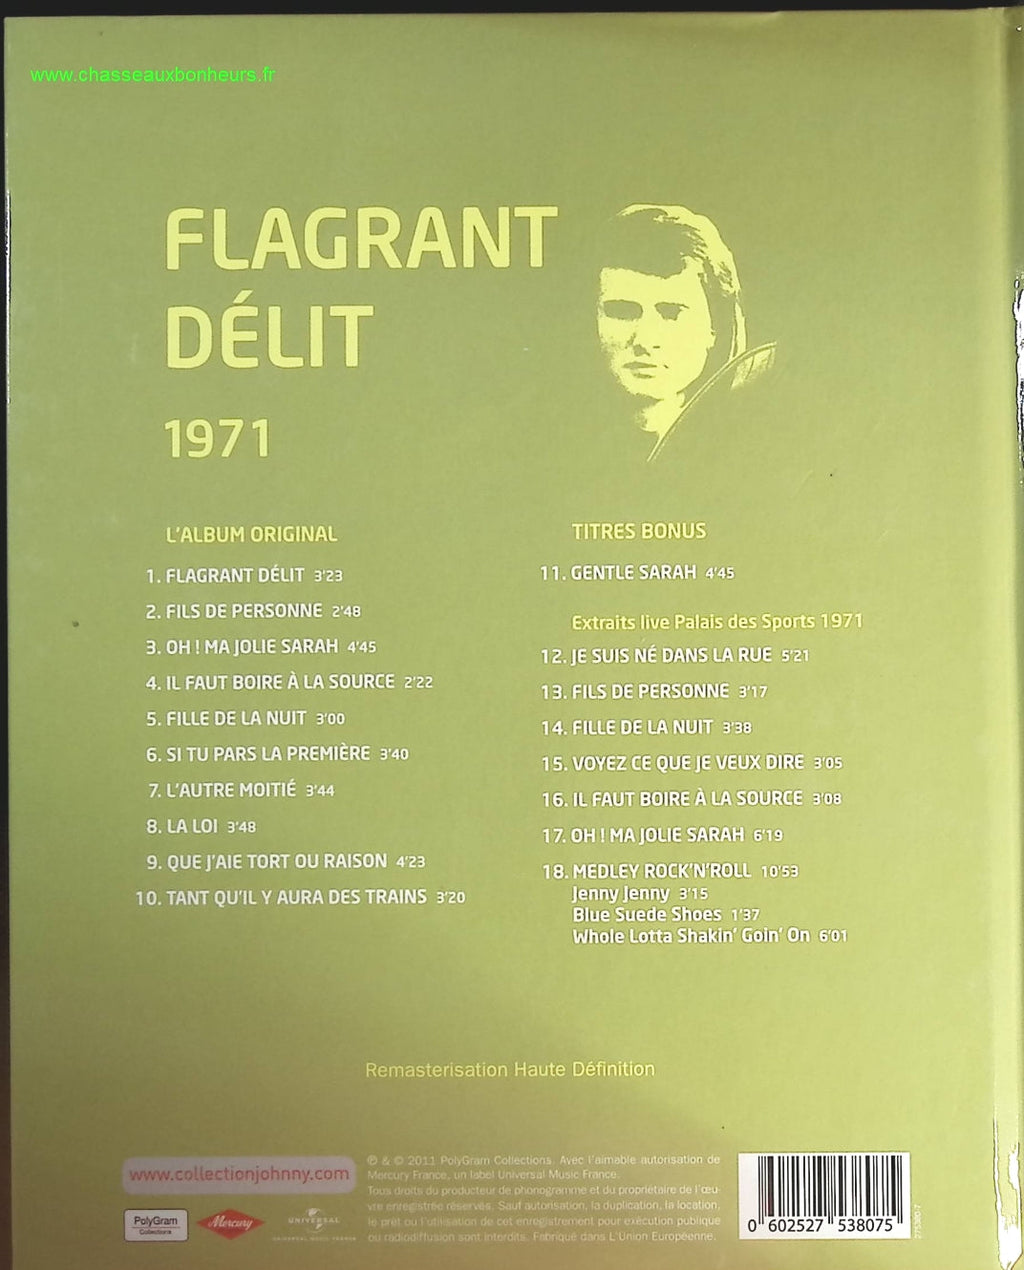 www.chasseauxbonheurs.fr
FLAGRANT
DÉLIT
1971
L'ALBUM ORIGINAL
1. FLAGRANT DÉLIT 3'23
2. FILS DE PERSONNE 2'48
3. OH ! MA JOLIE SARAH 4'45
4. IL FAUT BOIRE À LA SOURCE 2'22
5. FILLE DE LA NUIT 3'00
6. SI TU PARS LA PREMIÈRE 3'40
7. L'AUTRE MOITIÉ 3'44
8. LA LOI 3'48
9. QUE J'AIE TORT OU RAISON 4'23
10. TANT QU'IL Y AURA DES TRAINS 3'20
TITRES BONUS
11. GENTLE SARAH 4'45
Extraits live Palais des Sports 1971
12. JE SUIS NÉ DANS LA RUE 5'21
13. FILS DE PERSONNE 3'17
14. FILLE DE LA NUIT 3'38
15. VOYEZ CE QUE JE VEUX DIRE 3'05
16. IL FAUT BOIRE À LA SOURCE 3'08
17. OH ! MA JOLIE SARAH 6'19
18. MEDLEY ROCK'N'ROLL 10'53
Jenny Jenny 3'15
Blue Suede Shoes 1'37
Whole Lotta Shakin' Goin' On 6'01
Remasterisation Haute Définition
www.collectionjohnny.com
PolyGram
Collections
Mercury
UNIVERSAL
UNIVERSAL MUSIC FRANCE
℗ & © 2011 PolyGram Collections. Avec l'aimable autorisation de
Mercury France, un label Universal Music France.
Tous droits du producteur de phonogramme et du propriétaire de l'œu-
vre enregistrée réservés. Sauf autorisation, la duplication, la location,
le prêt ou l'utilisation de cet enregistrement pour exécution publique
ou radiodiffusion sont interdits. Fabriqué dans L'Union Européenne.
0 602527 538075